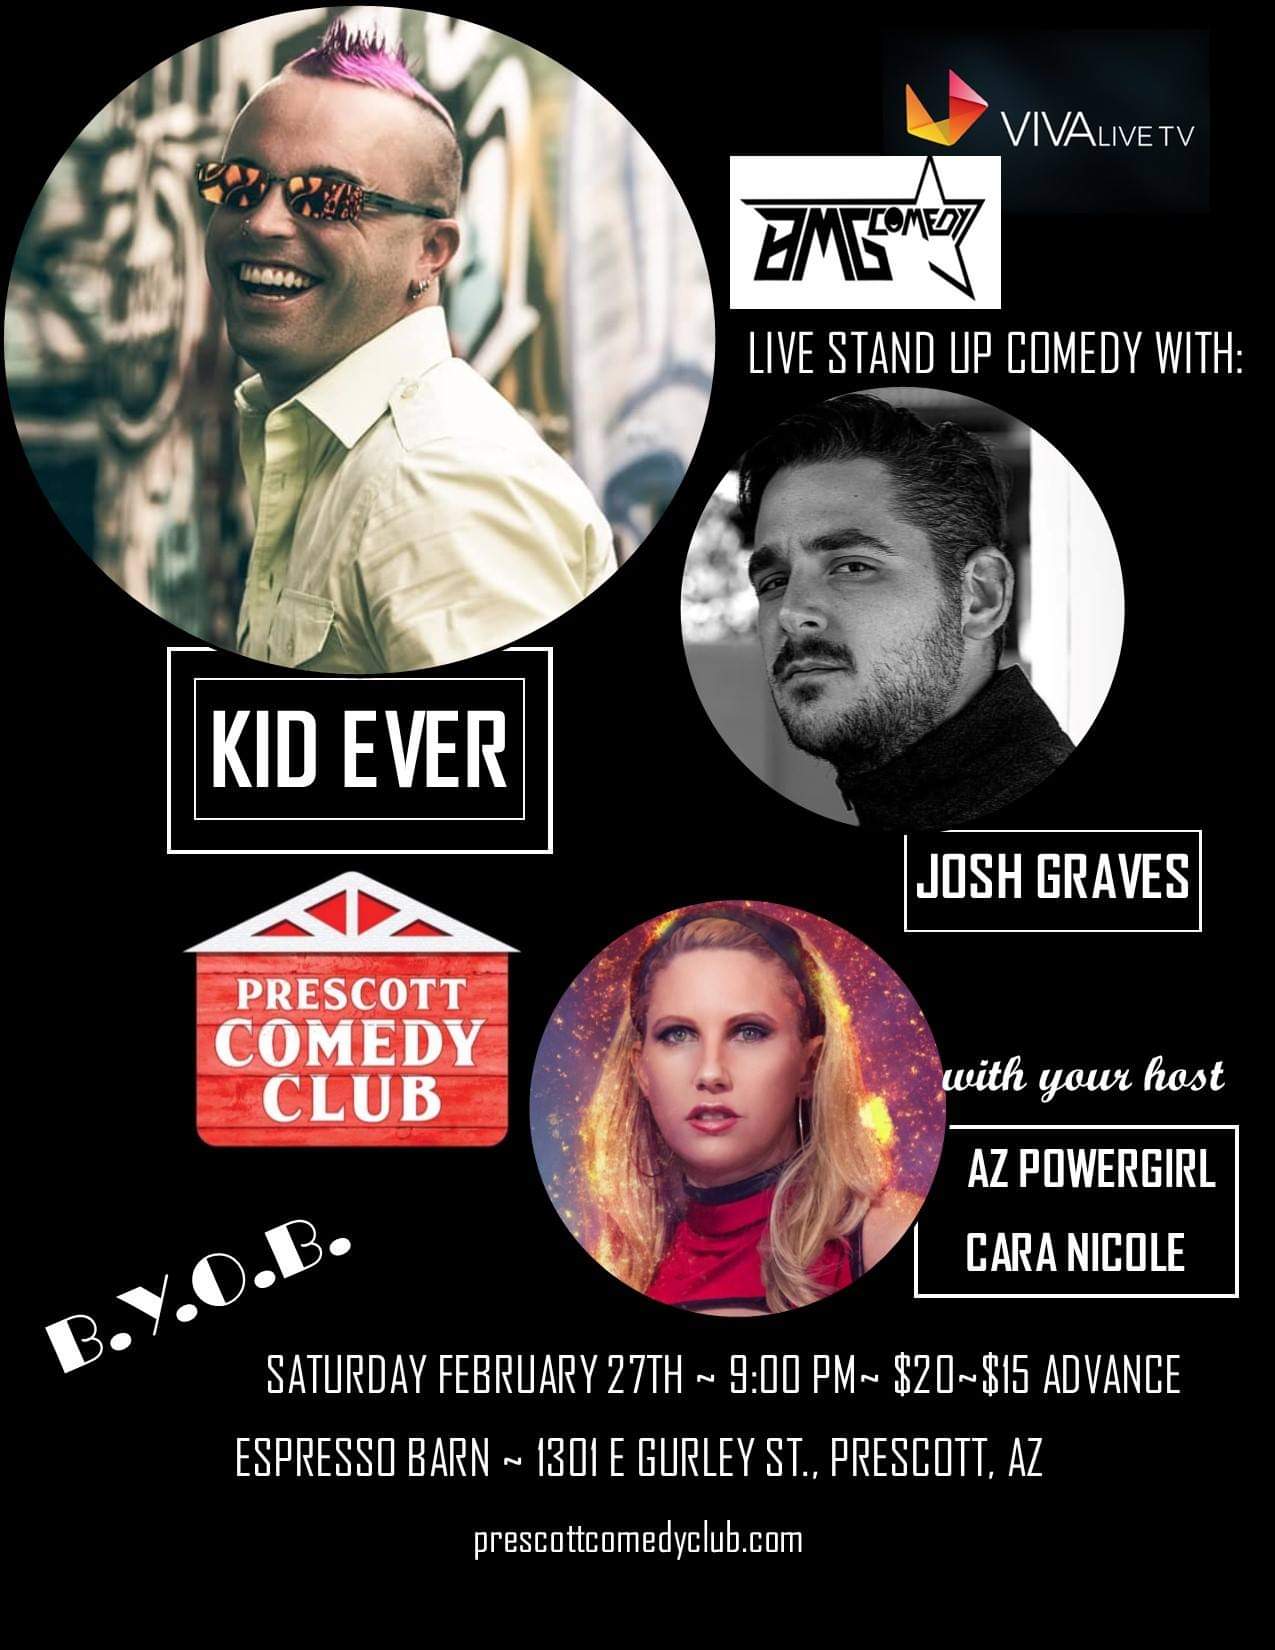 VIVALIVE TV
BMG COMEDY
LIVE STAND UP COMEDY WITH:
KID EVER
JOSH GRAVES
PRESCOTT
COMEDY
CLUB
with your host
AZ POWERGIRL
CARA NICOLE
B.Y.O.B.
SATURDAY FEBRUARY 27TH ~ 9:00 PM~ $20~$15 ADVANCE
ESPRESSO BARN ~ 1301 E GURLEY ST., PRESCOTT, AZ
prescottcomedyclub.com